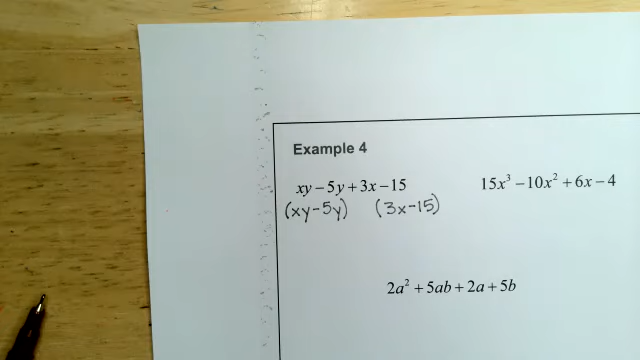 Example 4
xy − 5y + 3x − 15
15x³ − 10x² + 6x − 4
(xy−5y) (3x−15)
2a² + 5ab + 2a + 5b